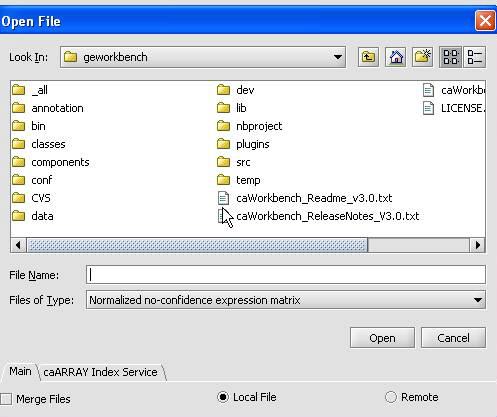 Open File
Look In: geworkbench
_all
annotation
bin
classes
components
conf
CVS
data
dev
lib
nbproject
plugins
src
temp
caWorkbench_Readme_v3.0.txt
caWorkbench_ReleaseNotes_V3.0.txt
caWorkb
LICENSE.
File Name:
Files of Type: Normalized no-confidence expression matrix
Open Cancel
Main caARRAY Index Service
Merge Files Local File Remote